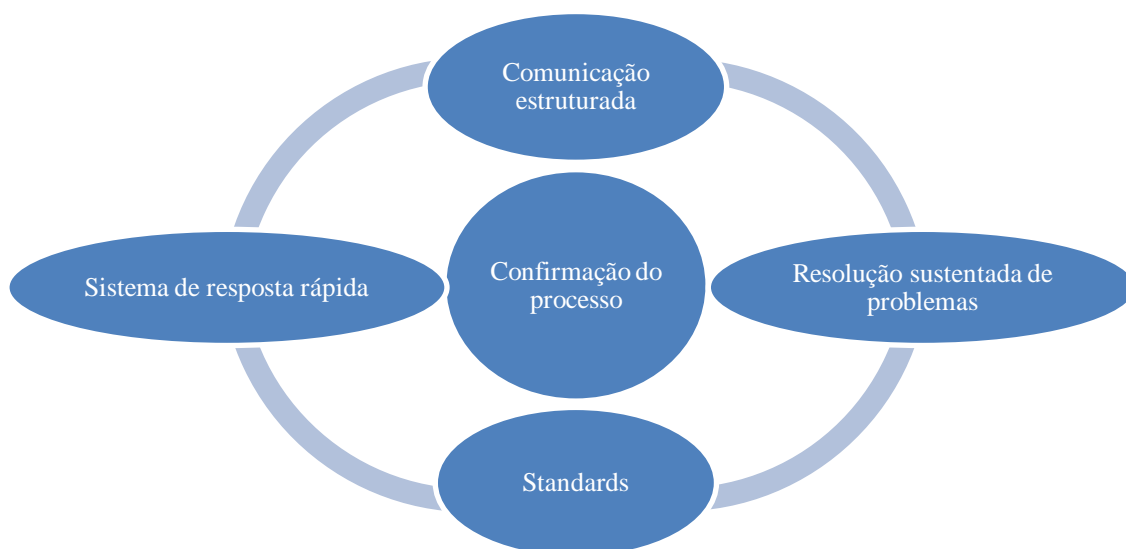 Comunicação
estruturada
Sistema de resposta rápida
Confirmação do
processo
Resolução sustentada de
problemas
Standards